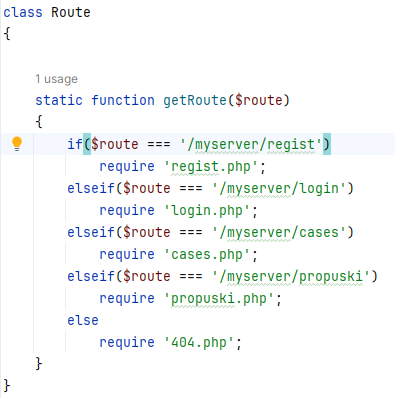 class Route
{
1 usage
static function getRoute($route)
{
if($route === '/myserver/regist')
require 'regist.php';
elseif($route === '/myserver/login')
require 'login.php';
elseif($route === '/myserver/cases')
require 'cases.php';
elseif($route === '/myserver/propuski')
require 'propuski.php';
else
require '404.php';
}
}